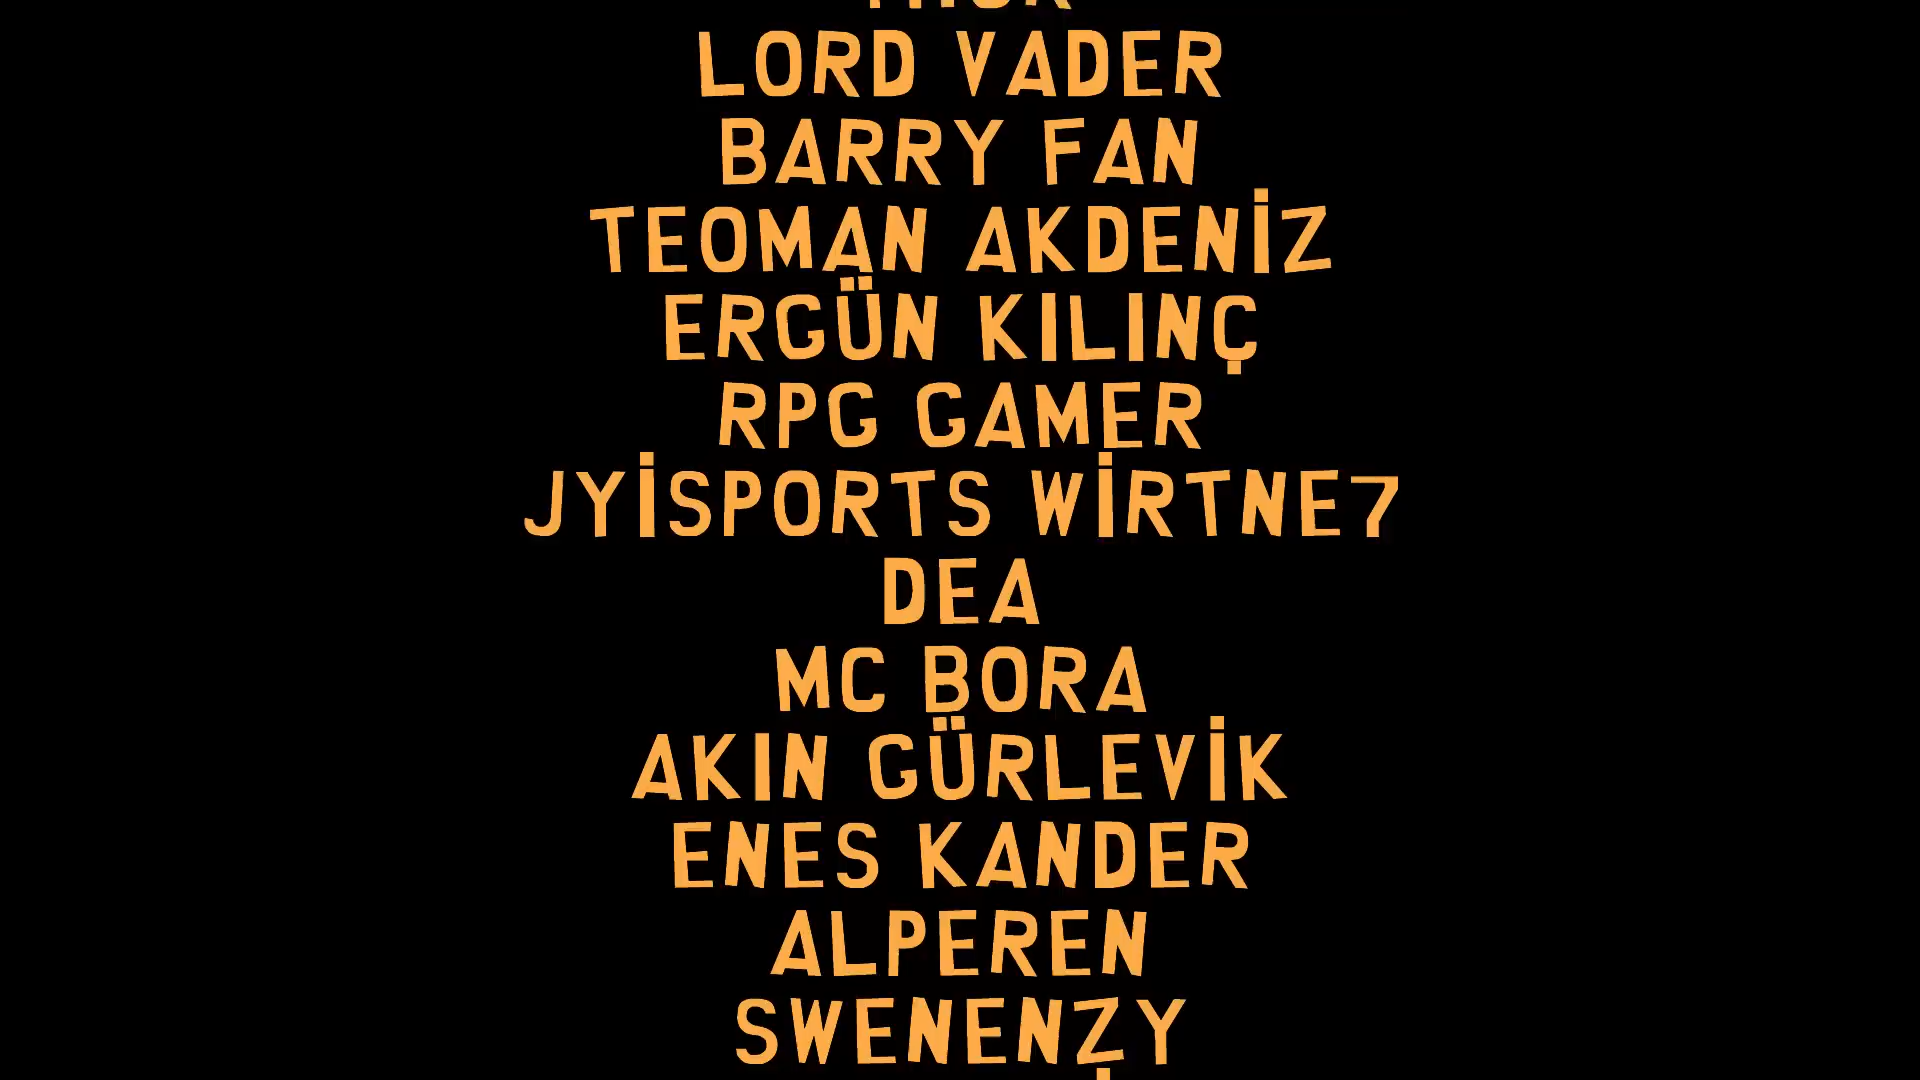 LORD VADER
BARRY FAN
TEOMAN AKDENİZ
ERGÜN KILINÇ
RPG GAMER
JYİSPORTS WİRTNE7
DEA
MC BORA
AKIN GÜRLEVİK
ENES KANDER
ALPEREN
SWENENZY